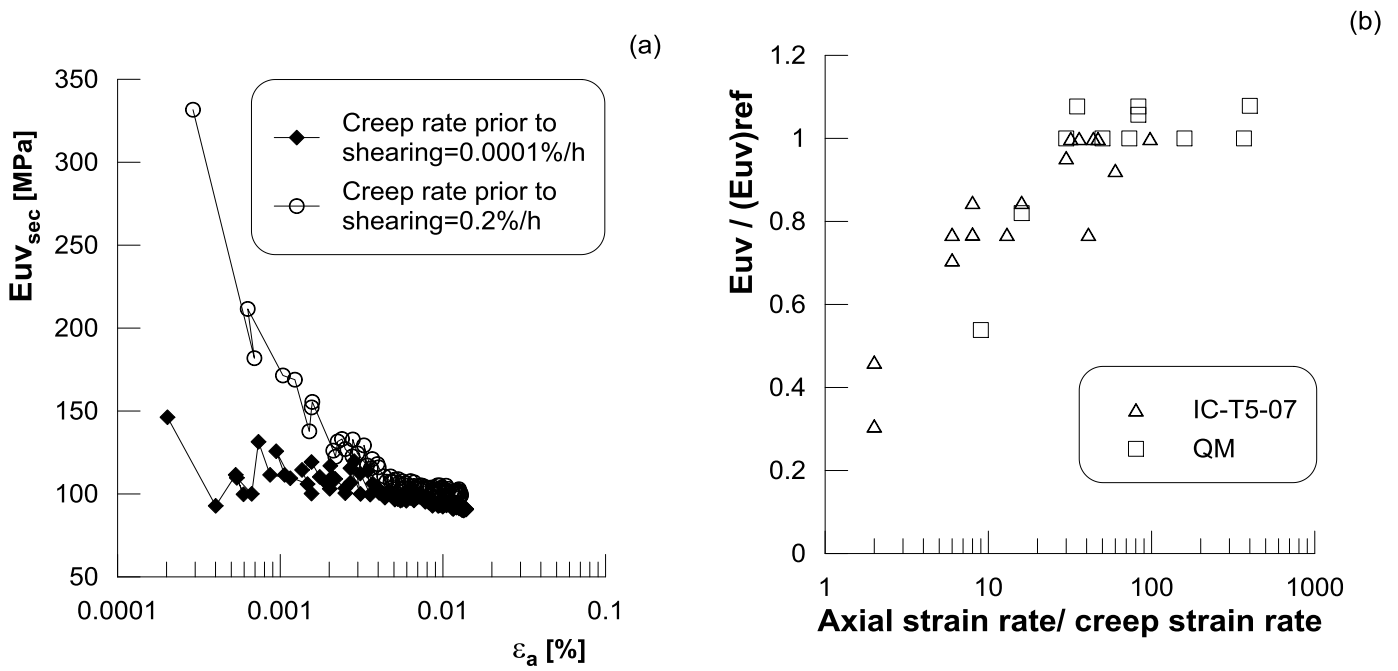 (a)
350
300
250
200
150
100
50
Euv_sec [MPa]
Creep rate prior to
shearing=0.0001%/h
Creep rate prior to
shearing=0.2%/h
0.0001
0.001
0.01
0.1
ε_a [%]
(b)
1.2
1
0.8
0.6
0.4
0.2
0
Euv / (Euv)ref
IC-T5-07
QM
1
10
100
1000
Axial strain rate/ creep strain rate